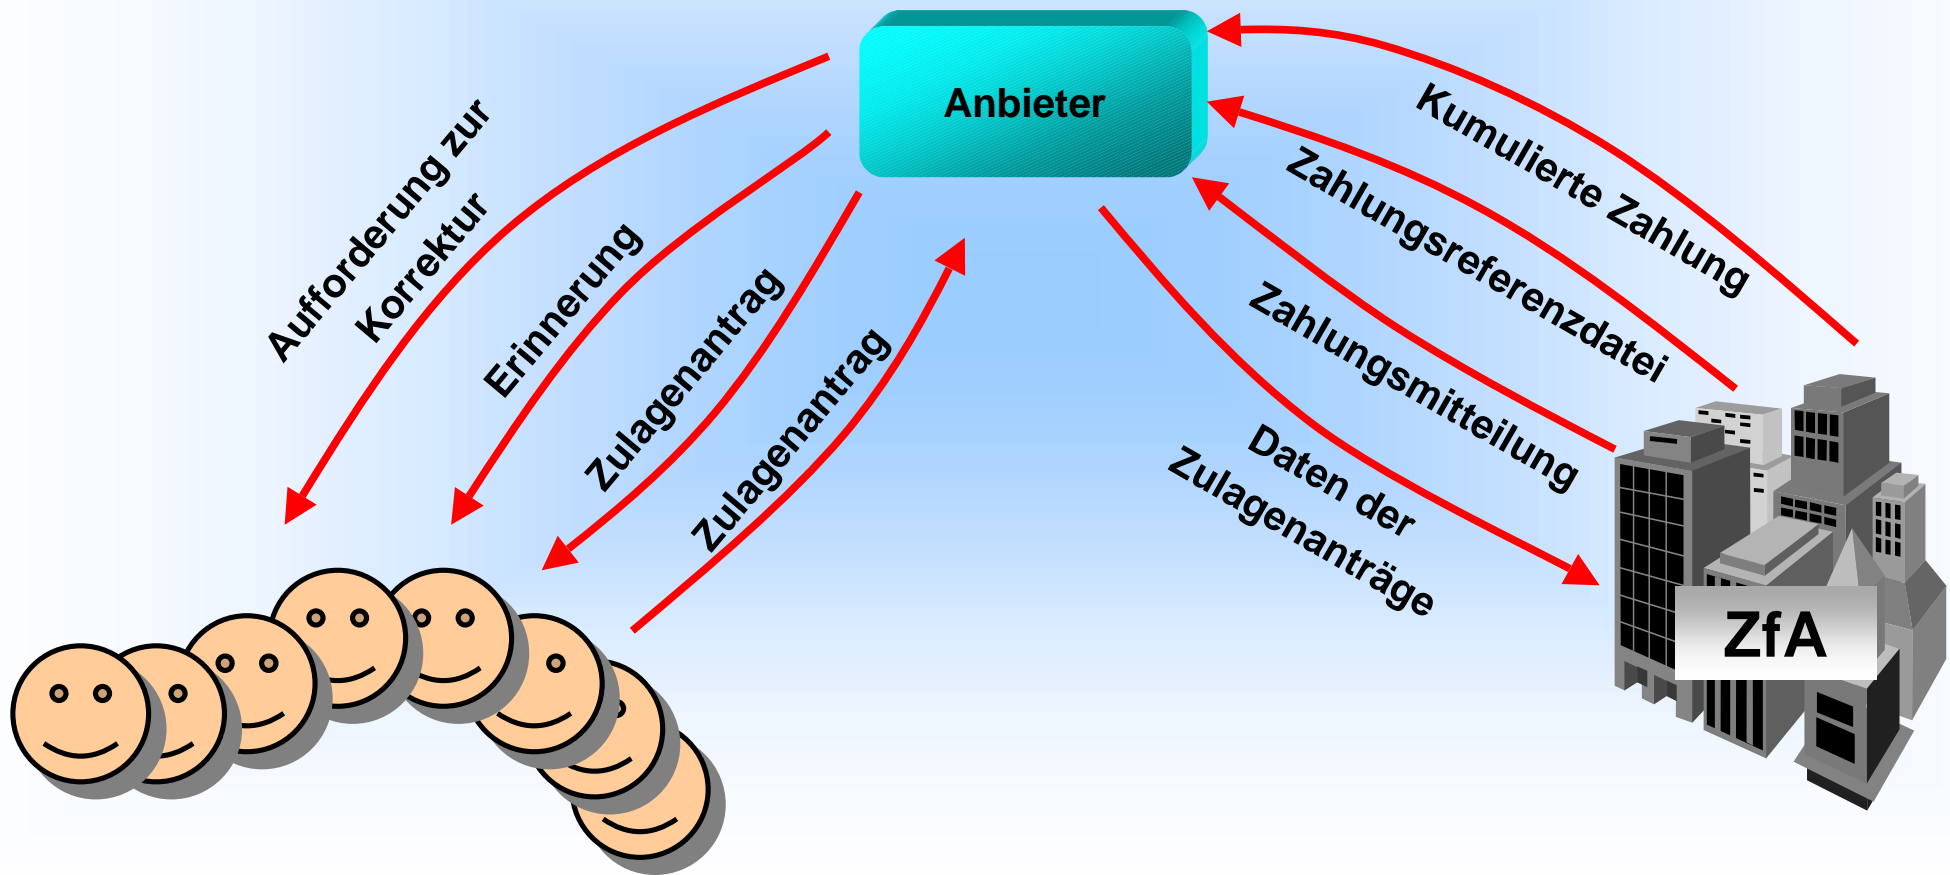 Anbieter
Aufforderung zur
Korrektur
Erinnerung
Zulagenantrag
Zulagenantrag
Kumulierte Zahlung
Zahlungsreferenzdatei
Zahlungsmitteilung
Daten der
Zulagenanträge
ZfA